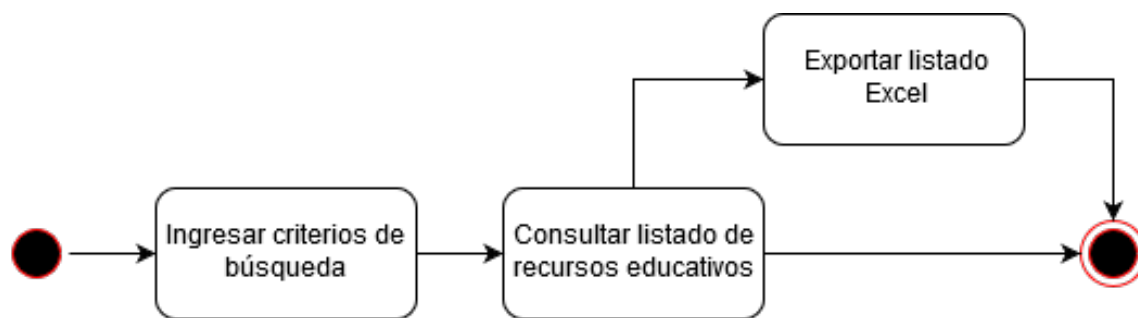 Exportar listado
Excel
Ingresar criterios de
búsqueda
Consultar listado de
recursos educativos